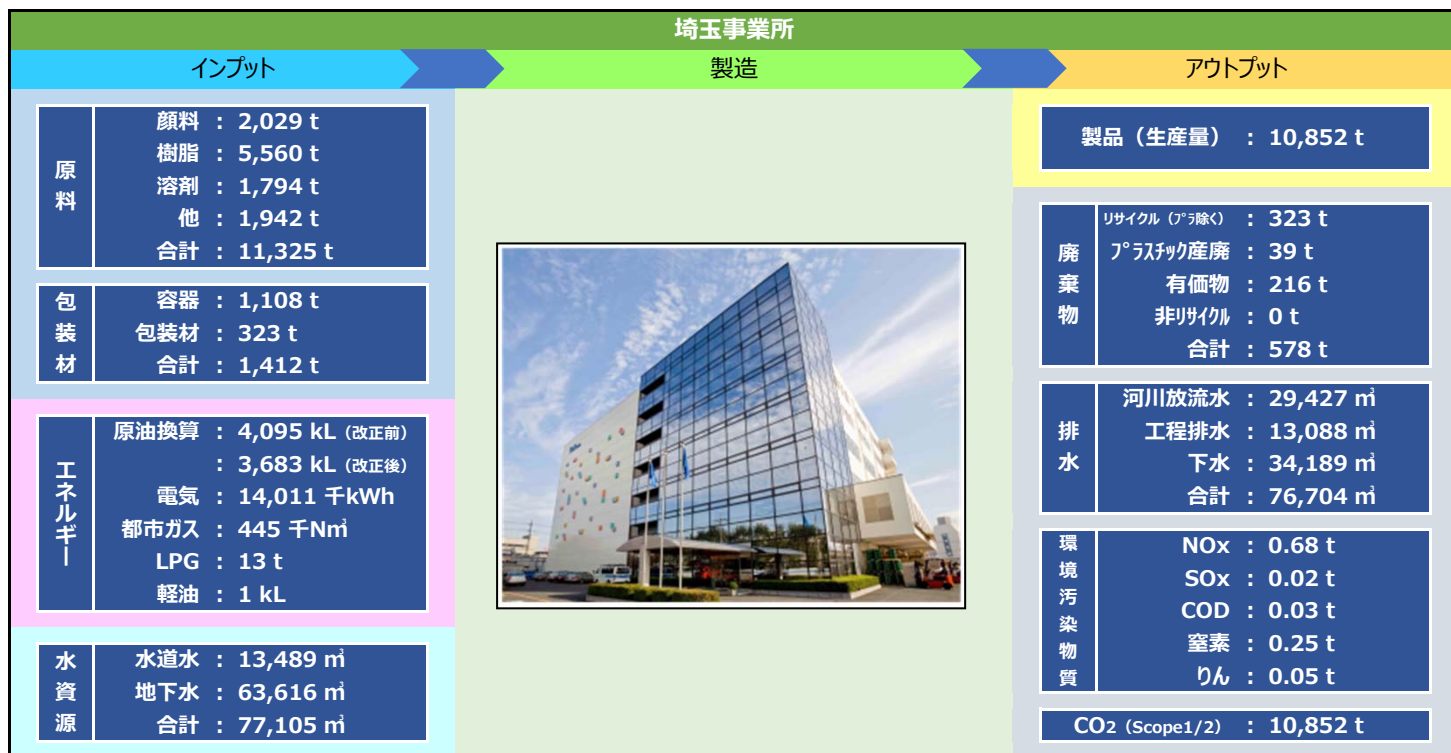 埼玉事業所
インプット
製造
アウトプット
原料
顔料 : 2,029 t
樹脂 : 5,560 t
溶剤 : 1,794 t
他 : 1,942 t
合計 : 11,325 t
包装材
容器 : 1,108 t
包装材 : 323 t
合計 : 1,412 t
エネルギー
原油換算 : 4,095 kL (改正前)
: 3,683 kL (改正後)
電気 : 14,011 千kWh
都市ガス : 445 千N㎥
LPG : 13 t
軽油 : 1 kL
水資源
水道水 : 13,489 ㎥
地下水 : 63,616 ㎥
合計 : 77,105 ㎥
製品（生産量） : 10,852 t
廃棄物
リサイクル（プラ除く） : 323 t
プラスチック産廃 : 39 t
有価物 : 216 t
非リサイクル : 0 t
合計 : 578 t
排水
河川放流水 : 29,427 ㎥
工程排水 : 13,088 ㎥
下水 : 34,189 ㎥
合計 : 76,704 ㎥
環境汚染物質
NOx : 0.68 t
SOx : 0.02 t
COD : 0.03 t
窒素 : 0.25 t
りん : 0.05 t
CO2（Scope1/2） : 10,852 t